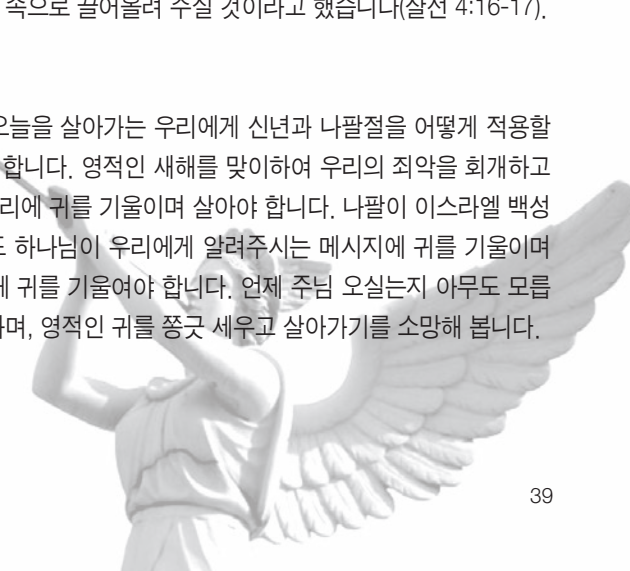 속으로 끌어올려 주실 것이라고 했습니다(살전 4:16-17).
오늘을 살아가는 우리에게 신년과 나팔절을 어떻게 적용할
합니다. 영적인 새해를 맞이하여 우리의 죄악을 회개하고
리에 귀를 기울이며 살아야 합니다. 나팔이 이스라엘 백성
도 하나님이 우리에게 알려주시는 메시지에 귀를 기울이며
에 귀를 기울여야 합니다. 언제 주님 오실는지 아무도 모릅
하며, 영적인 귀를 쫑긋 세우고 살아가기를 소망해 봅니다.
39